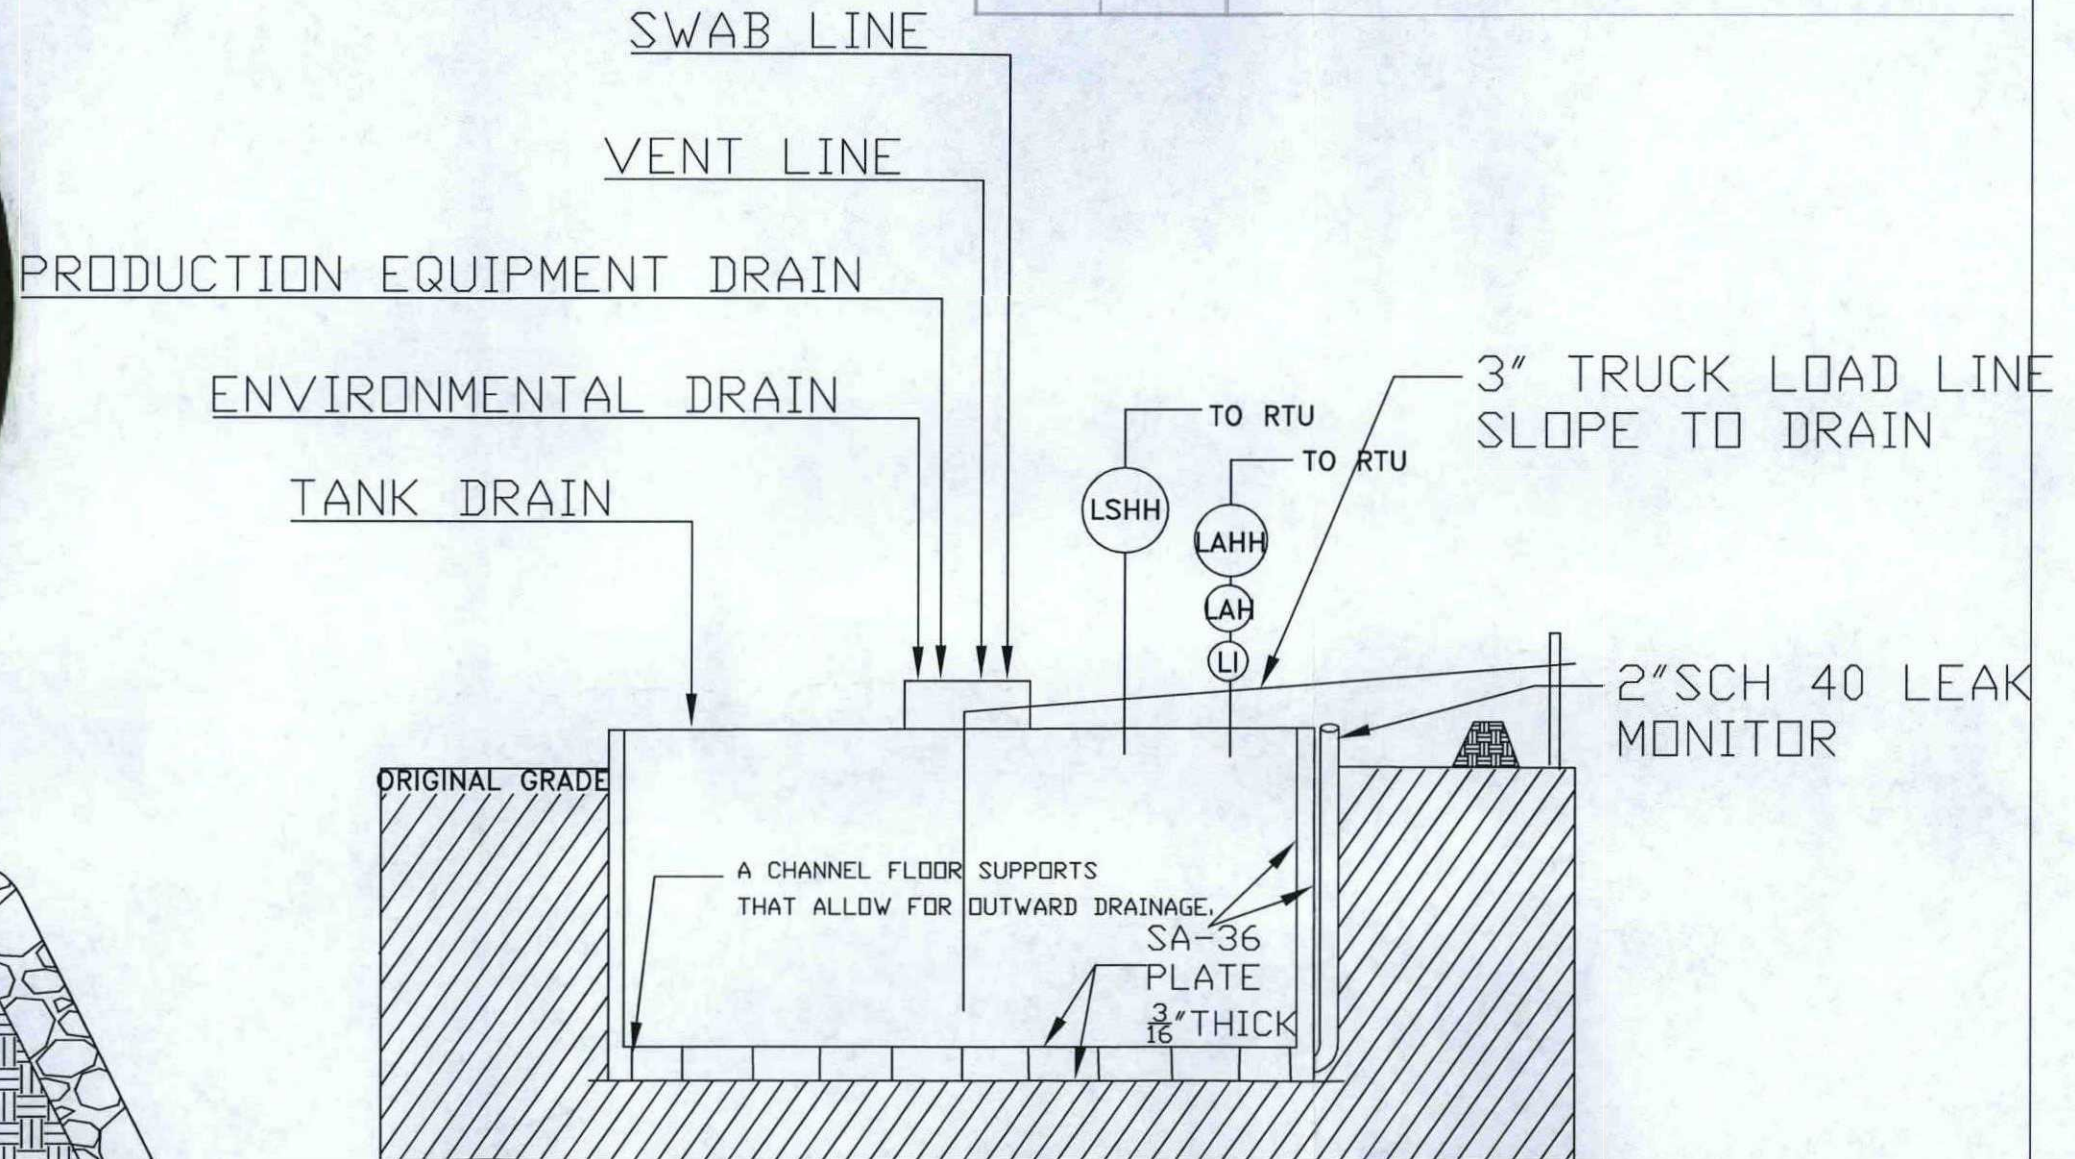 SWAB LINE
VENT LINE
PRODUCTION EQUIPMENT DRAIN
ENVIRONMENTAL DRAIN
TANK DRAIN
TO RTU
TO RTU
LSHH
LAHH
LAH
LI
3" TRUCK LOAD LINE
SLOPE TO DRAIN
2"SCH 40 LEAK
MONITOR
ORIGINAL GRADE
A CHANNEL FLOOR SUPPORTS
THAT ALLOW FOR OUTWARD DRAINAGE.
SA-36
PLATE
3/16"THICK